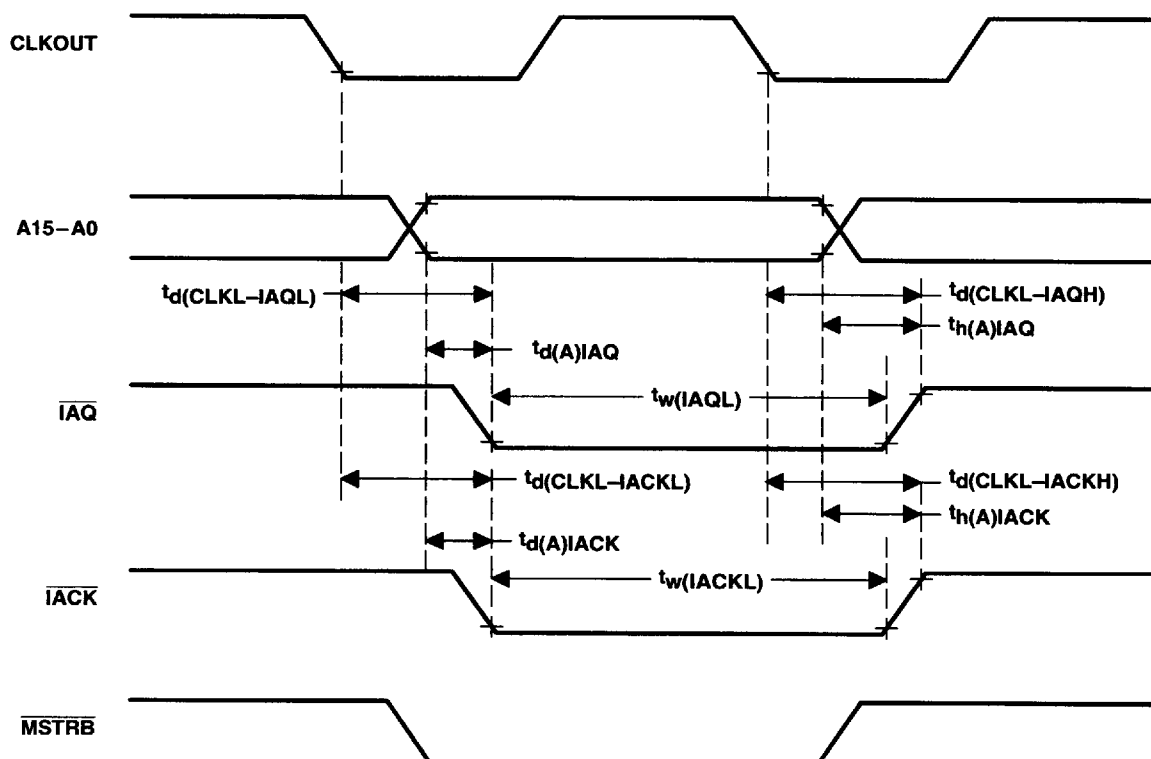 CLKOUT
A15–A0
td(CLKL–IAQL)
td(CLKL–IAQH)
th(A)IAQ
td(A)IAQ
IAQ
tw(IAQL)
td(CLKL–IACKL)
td(CLKL–IACKH)
th(A)IACK
td(A)IACK
IACK
tw(IACKL)
MSTRB